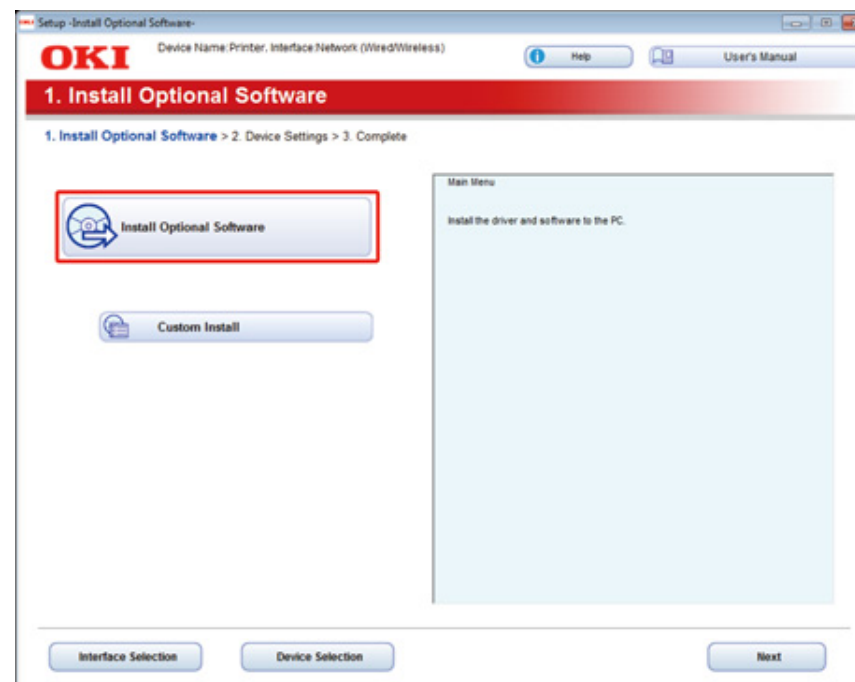 Setup -Install Optional Software-
OKI
Device Name:Printer, Interface:Network (Wired/Wireless)
Help
User's Manual
1. Install Optional Software
1. Install Optional Software > 2. Device Settings > 3. Complete
Main Menu
Install Optional Software
Install the driver and software to the PC.
Custom Install
Interface Selection
Device Selection
Next